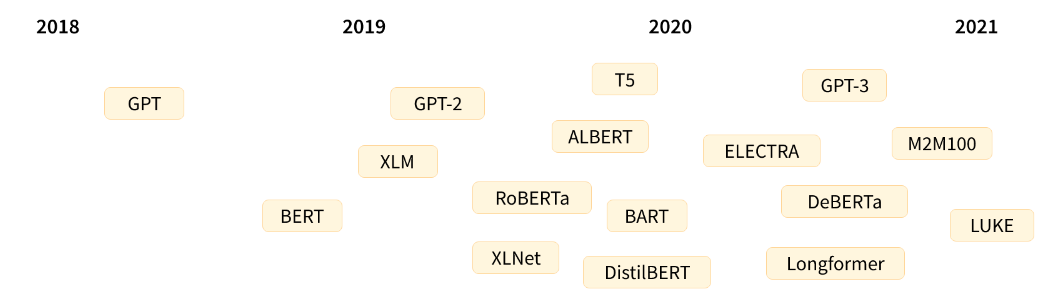 2018
2019
2020
2021
T5
GPT-3
GPT
GPT-2
ALBERT
M2M100
ELECTRA
XLM
RoBERTa
DeBERTa
BERT
BART
LUKE
XLNet
DistilBERT
Longformer